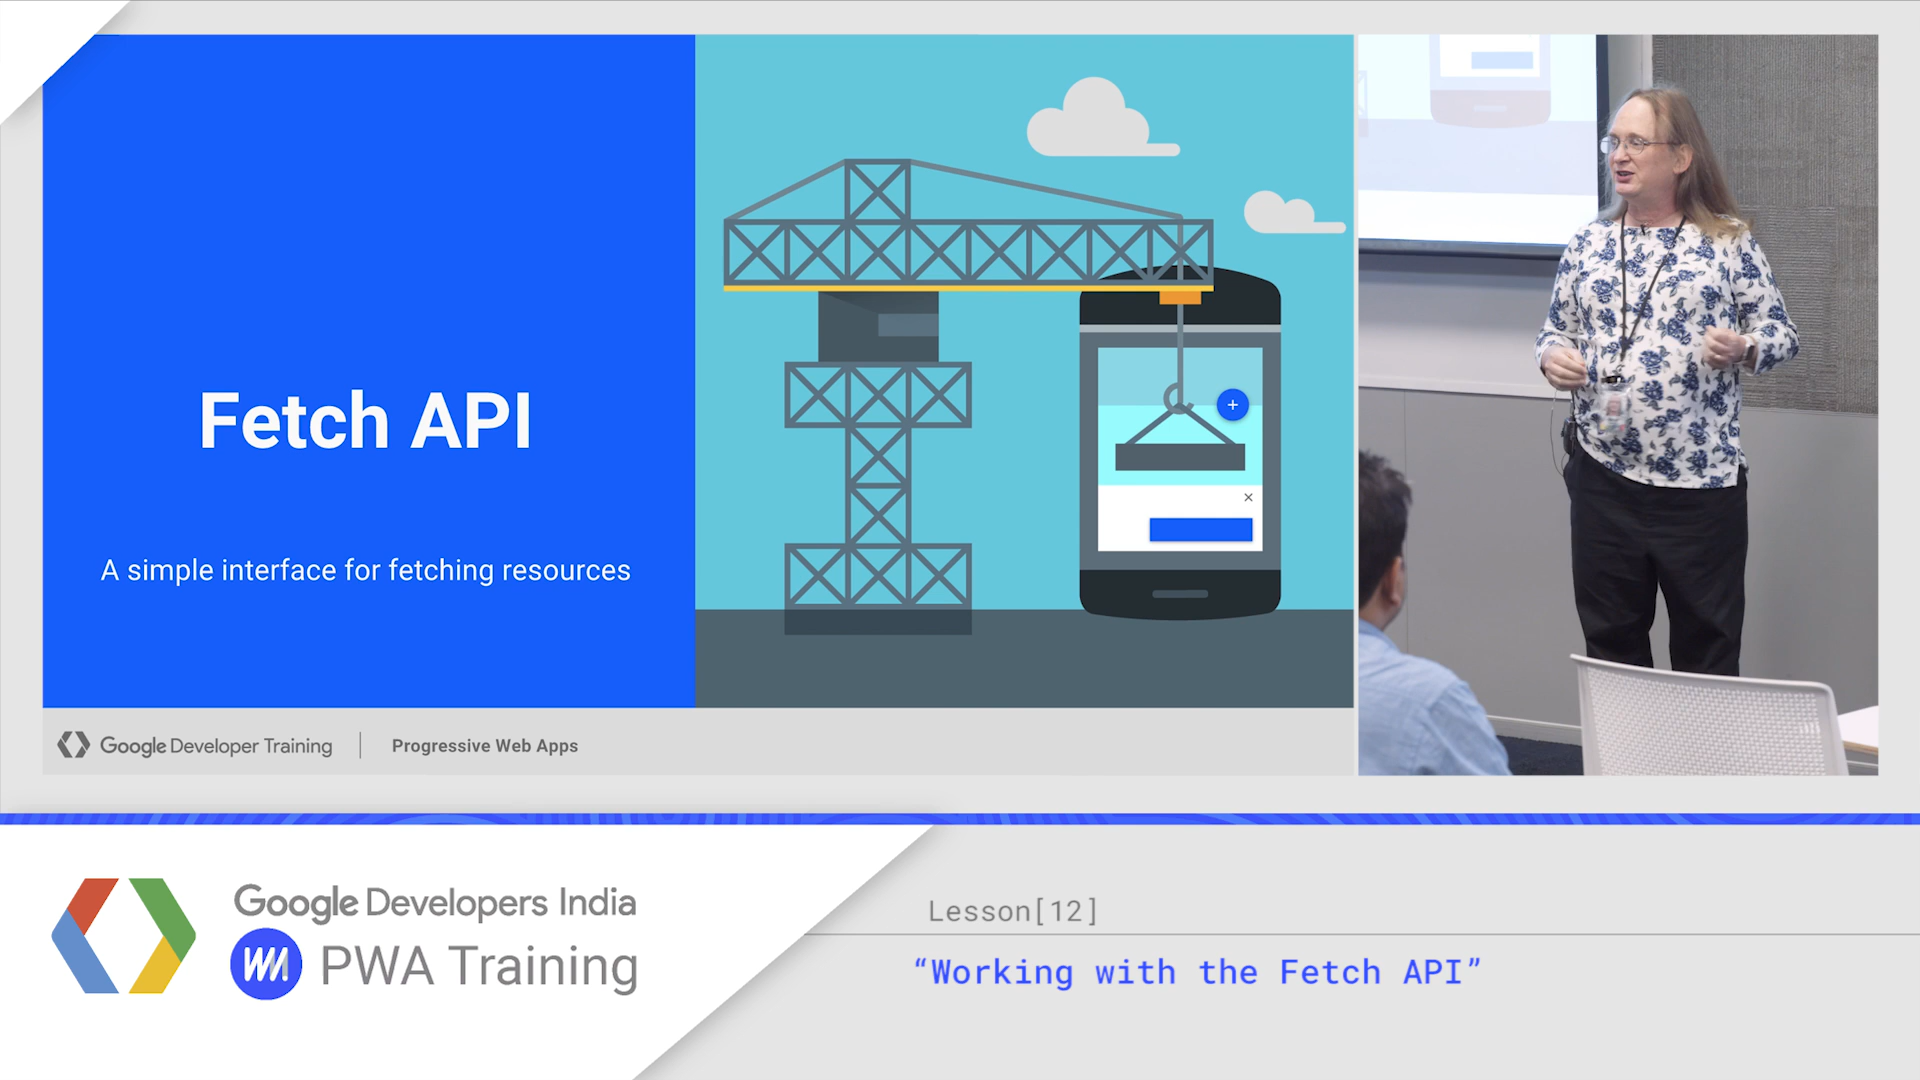 Fetch API
A simple interface for fetching resources
Google Developer Training
Progressive Web Apps
Google Developers India
PWA Training
Lesson[12]
“Working with the Fetch API”